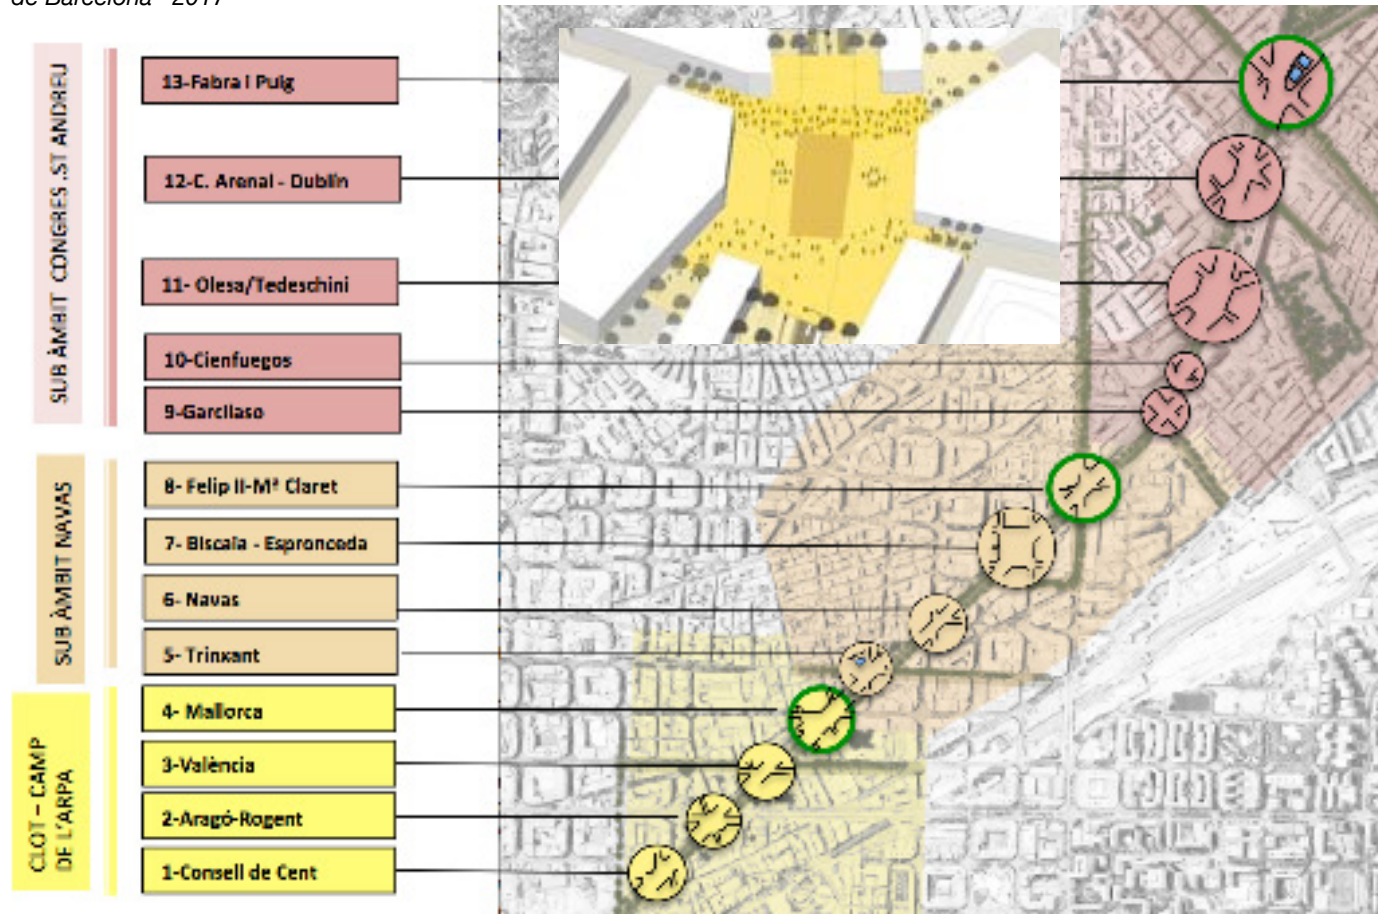 de Barcelona - 2017
SUB ÀMBIT CONGRES .ST ANDREU
13-Fabra i Puig
12-C. Arenal - Dublín
11- Olesa/Tedeschini
10-Cienfuegos
9-Garcilaso
SUB ÀMBIT NAVAS
8- Felip II-Mª Claret
7- Biscaia - Espronceda
6- Navas
5- Trinxant
CLOT – CAMP
DE L'ARPA
4- Mallorca
3-València
2-Aragó-Rogent
1-Consell de Cent